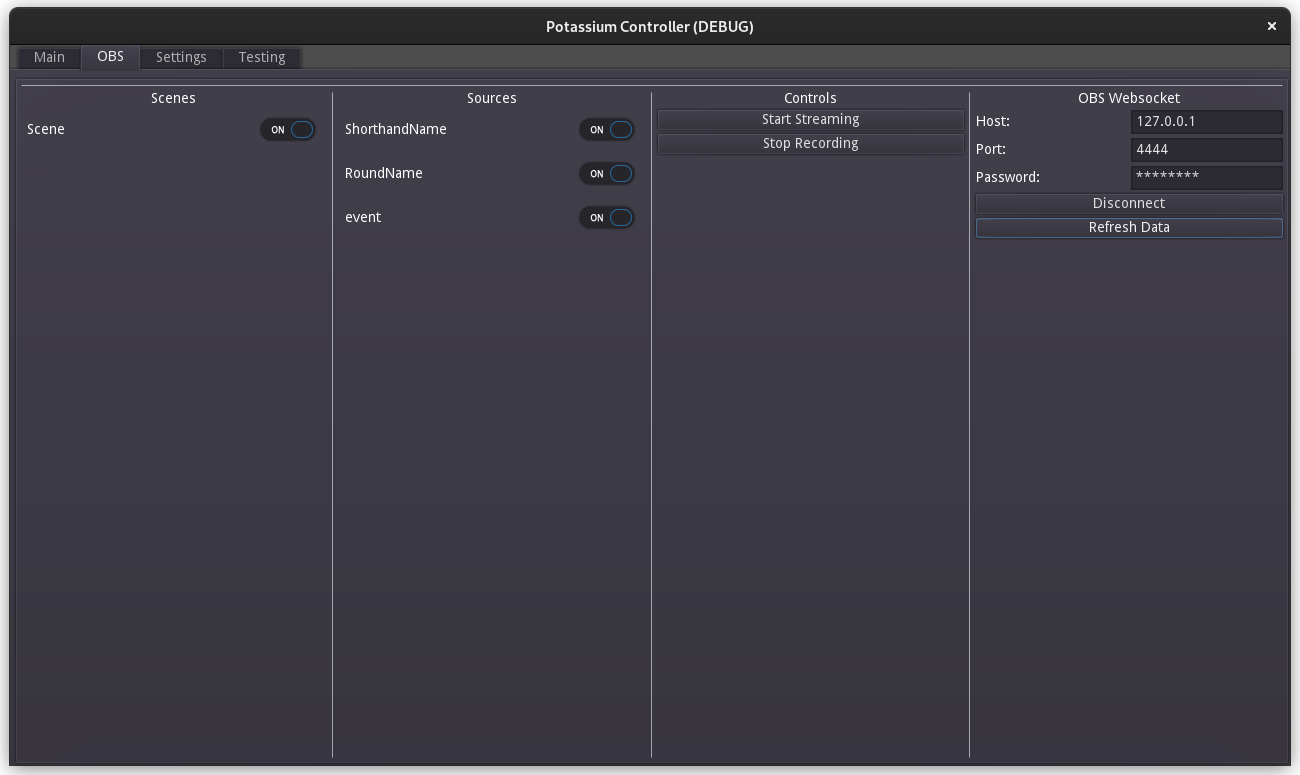 Potassium Controller (DEBUG)
×
Main OBS Settings Testing
Scenes
Scene ON
Sources
ShorthandName ON
RoundName ON
event ON
Controls
Start Streaming
Stop Recording
OBS Websocket
Host: 127.0.0.1
Port: 4444
Password: ********
Disconnect
Refresh Data